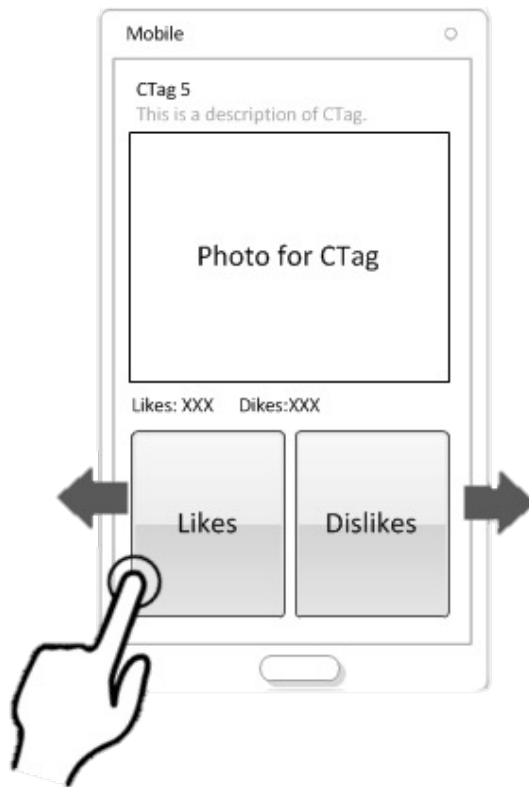 Mobile
CTag 5
This is a description of CTag.
Photo for CTag
Likes: XXX Dikes:XXX
Likes Dislikes